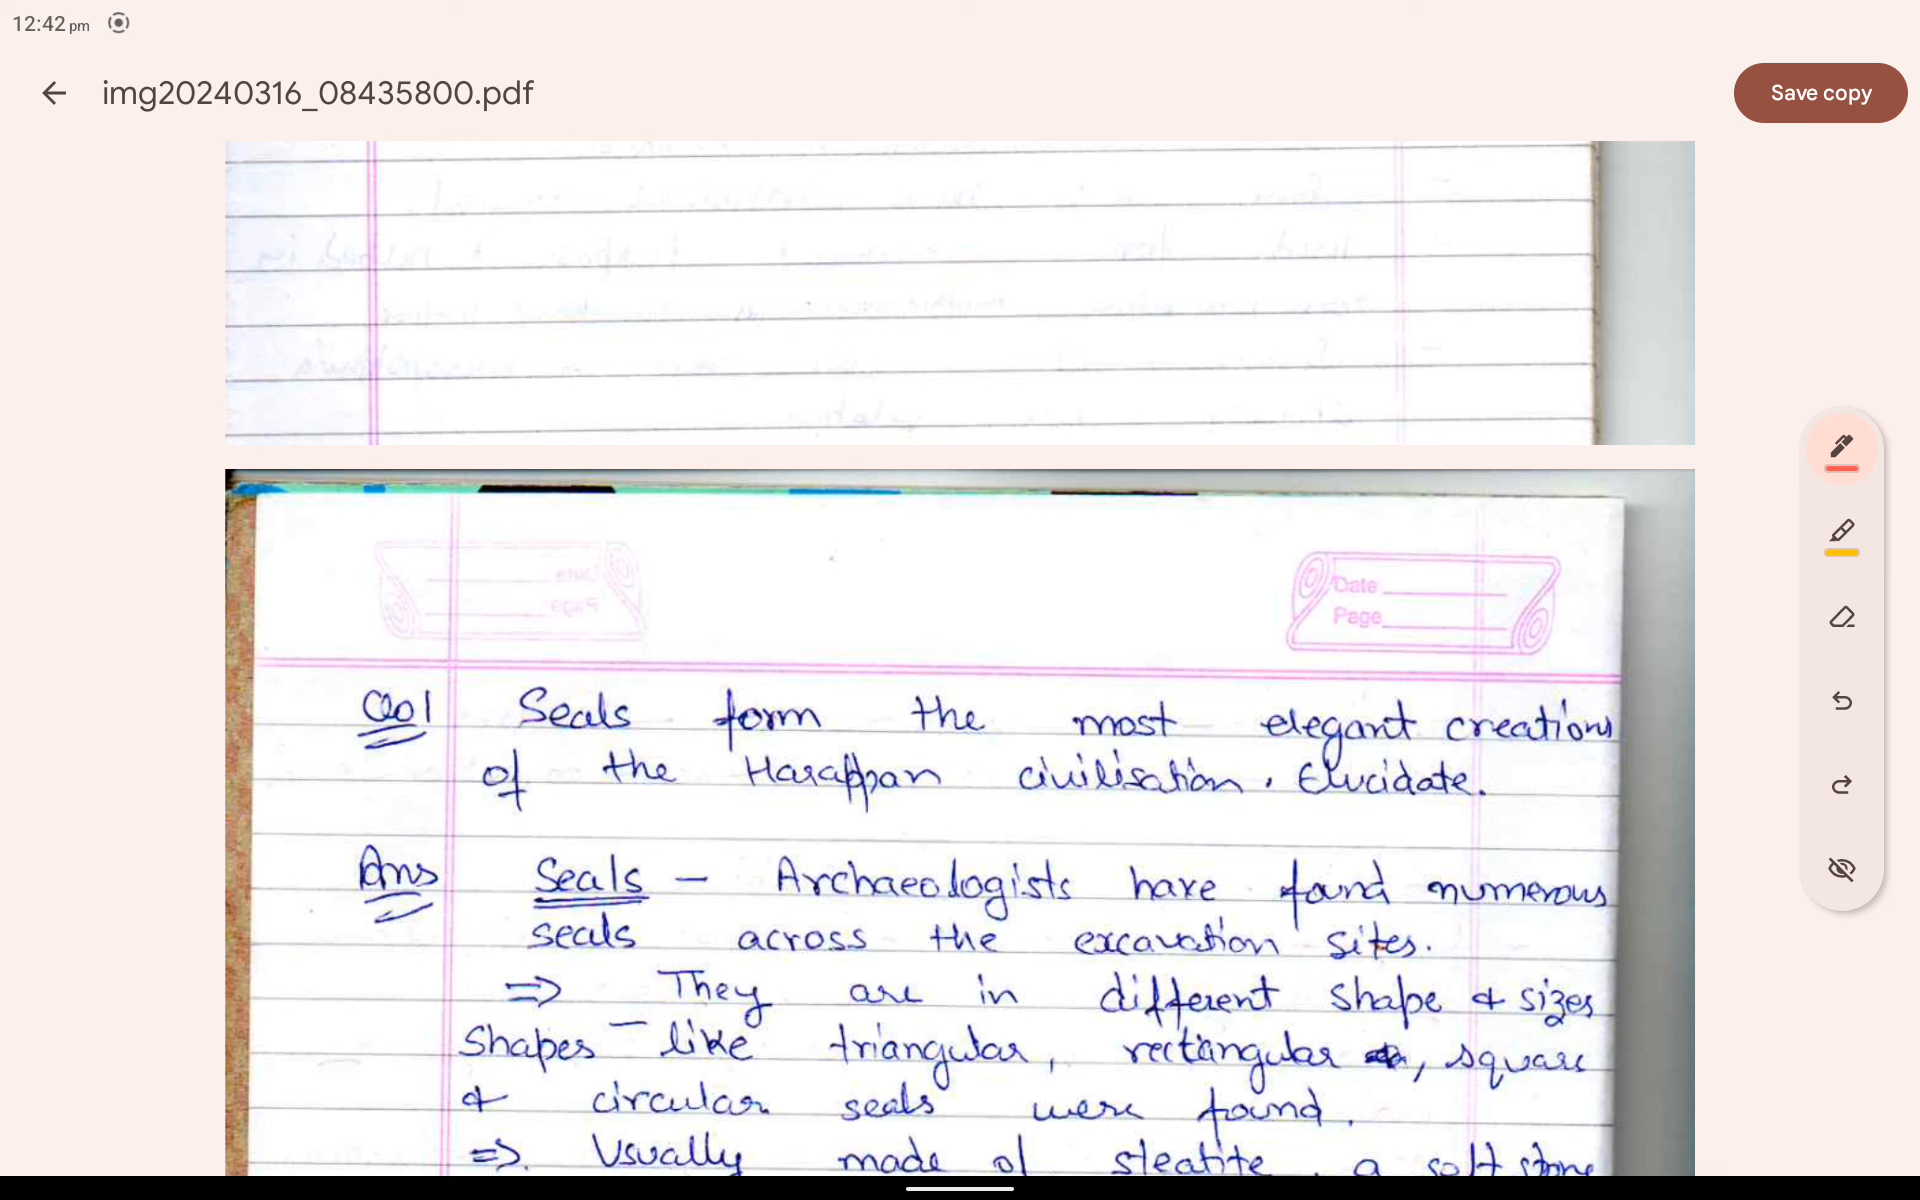 12:42 pm
img20240316_08435800.pdf
Save copy
Date
Page
Q01 Seals form the most elegant creations
of the Harappan civilisation. Elucidate.
Ans Seals - Archaeologists have found numerous
seals across the excavation sites.
⇒ They are in different shape & sizes
Shapes - like triangular, rectangular, square
& circular seals were found.
⇒ Usually made of steatite, a soft stone